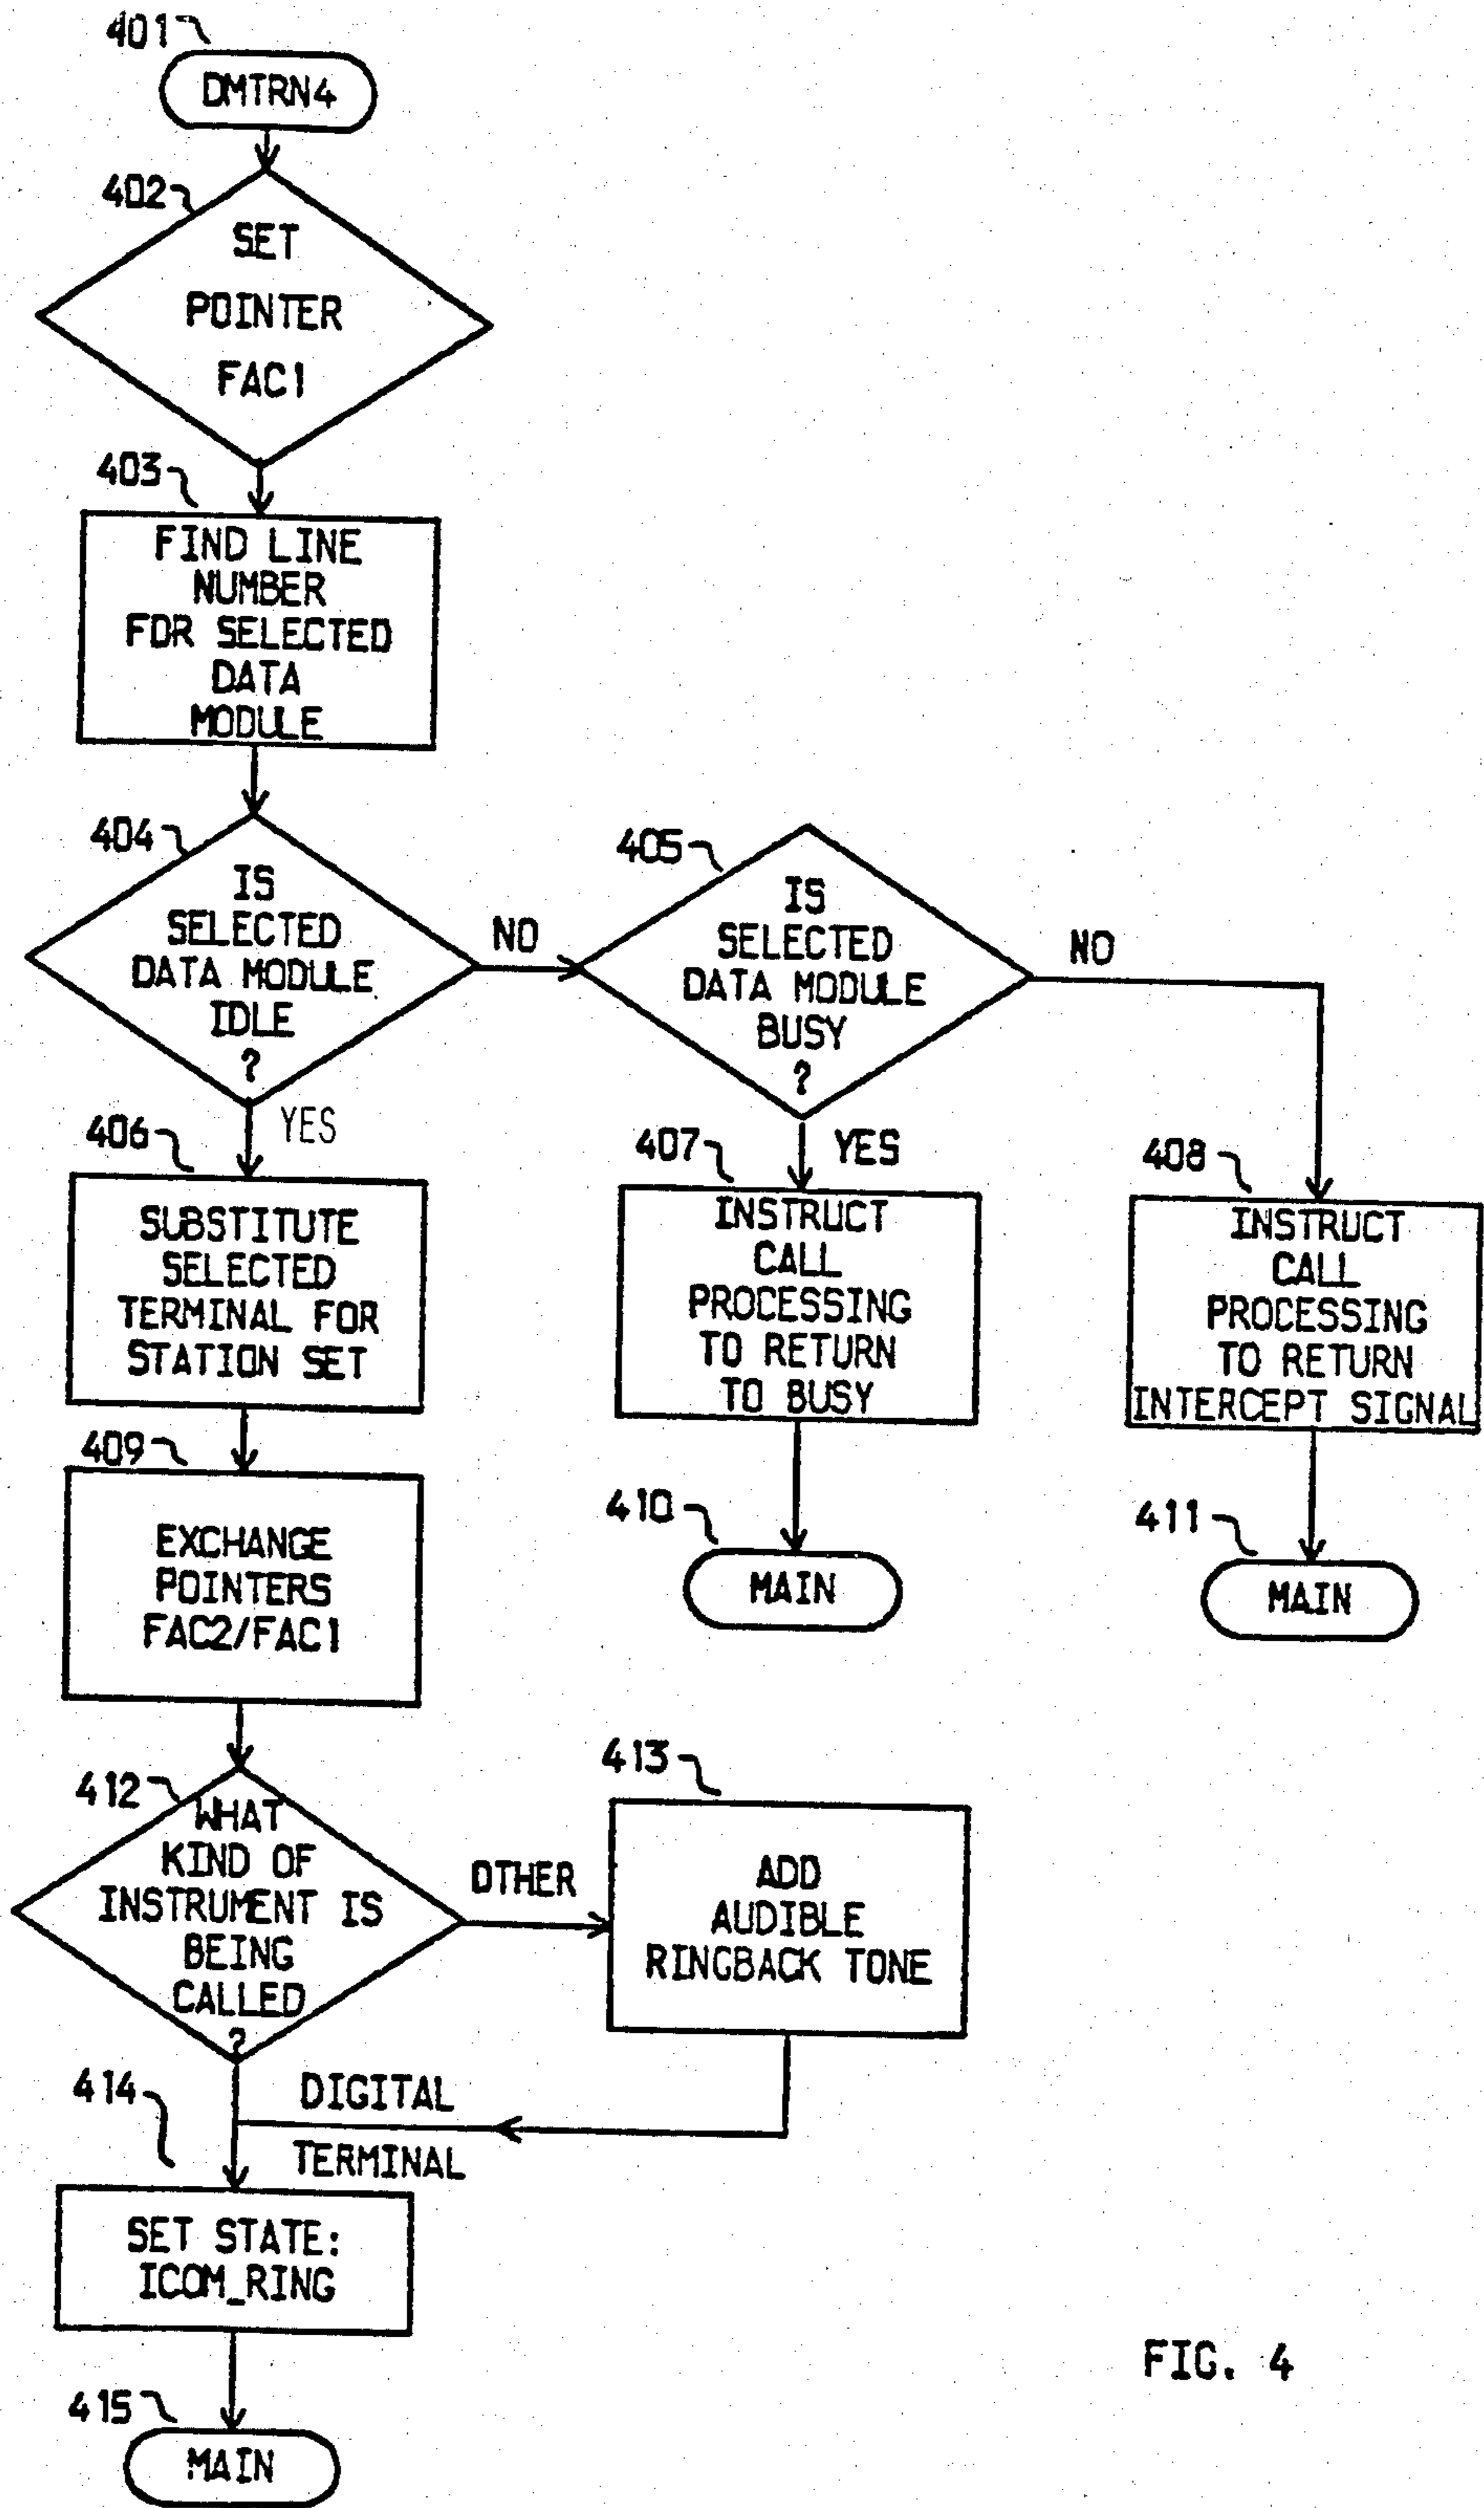 401
DMTRN4
402
SET
POINTER
FAC1
403
FIND LINE
NUMBER
FOR SELECTED
DATA
MODULE
404
IS
SELECTED
DATA MODULE
IDLE
?
NO
405
IS
SELECTED
DATA MODULE
BUSY
?
NO
YES
406
SUBSTITUTE
SELECTED
TERMINAL FOR
STATION SET
407
YES
INSTRUCT
CALL
PROCESSING
TO RETURN
TO BUSY
408
INSTRUCT
CALL
PROCESSING
TO RETURN
INTERCEPT SIGNAL
409
EXCHANGE
POINTERS
FAC2/FAC1
410
MAIN
411
MAIN
412
WHAT
KIND OF
INSTRUMENT IS
BEING
CALLED
?
OTHER
413
ADD
AUDIBLE
RINGBACK TONE
414
DIGITAL
TERMINAL
SET STATE:
ICOM_RING
415
MAIN
FIG. 4